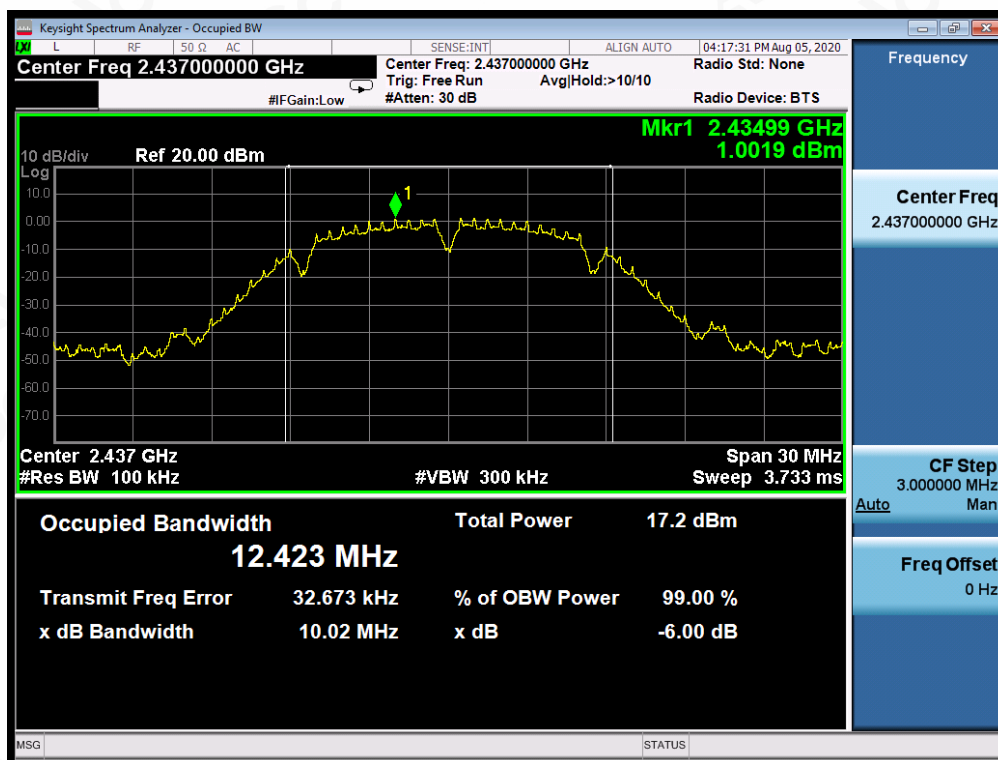 Keysight Spectrum Analyzer - Occupied BW
LXI L RF 50 Ω AC SENSE:INT ALIGN AUTO 04:17:31 PM Aug 05, 2020
Center Freq 2.437000000 GHz
Center Freq: 2.437000000 GHz
Radio Std: None
Trig: Free Run Avg|Hold:>10/10
#IFGain:Low
#Atten: 30 dB
Radio Device: BTS
Mkr1 2.43499 GHz
1.0019 dBm
10 dB/div Ref 20.00 dBm
Log
10.0
0.00
-10.0
-20.0
-30.0
-40.0
-50.0
-60.0
-70.0
1
Center 2.437 GHz Span 30 MHz
#Res BW 100 kHz #VBW 300 kHz Sweep 3.733 ms
Occupied Bandwidth Total Power 17.2 dBm
12.423 MHz
Transmit Freq Error 32.673 kHz % of OBW Power 99.00 %
x dB Bandwidth 10.02 MHz x dB -6.00 dB
MSG STATUS
Frequency
Center Freq
2.437000000 GHz
CF Step
3.000000 MHz
Auto Man
Freq Offset
0 Hz